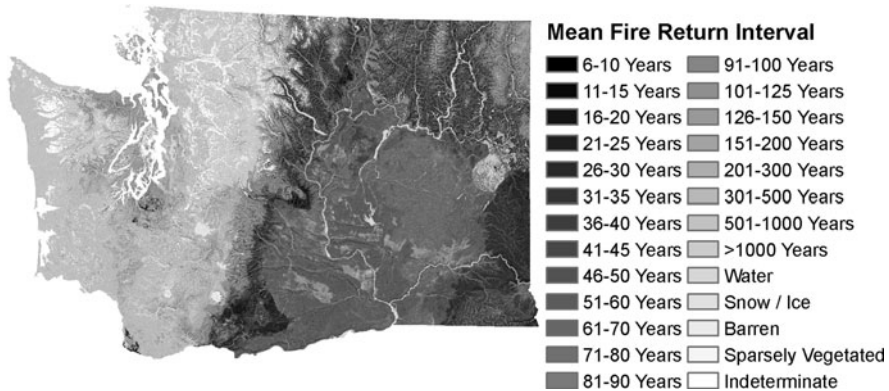 Mean Fire Return Interval
6-10 Years
11-15 Years
16-20 Years
21-25 Years
26-30 Years
31-35 Years
36-40 Years
41-45 Years
46-50 Years
51-60 Years
61-70 Years
71-80 Years
81-90 Years
91-100 Years
101-125 Years
126-150 Years
151-200 Years
201-300 Years
301-500 Years
501-1000 Years
>1000 Years
Water
Snow / Ice
Barren
Sparsely Vegetated
Indeterminate